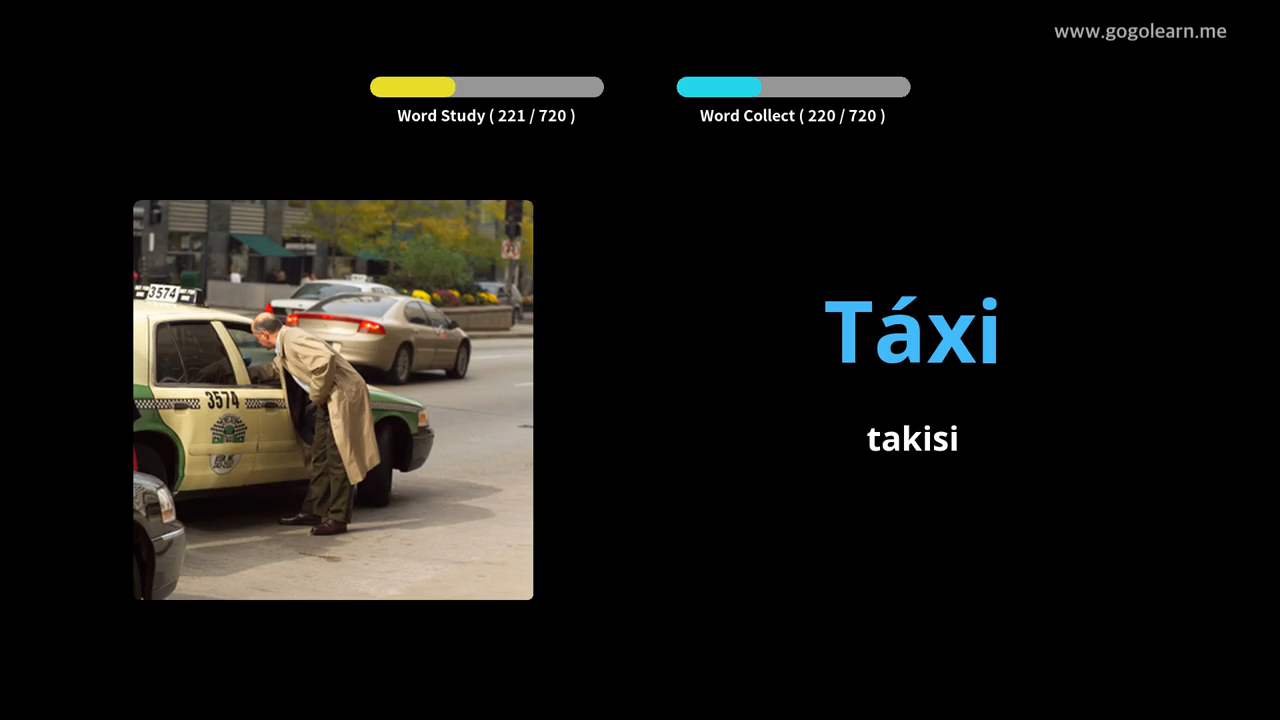 www.gogolearn.me
Word Study ( 221 / 720 )
Word Collect ( 220 / 720 )
3574
3574
Táxi
takisi